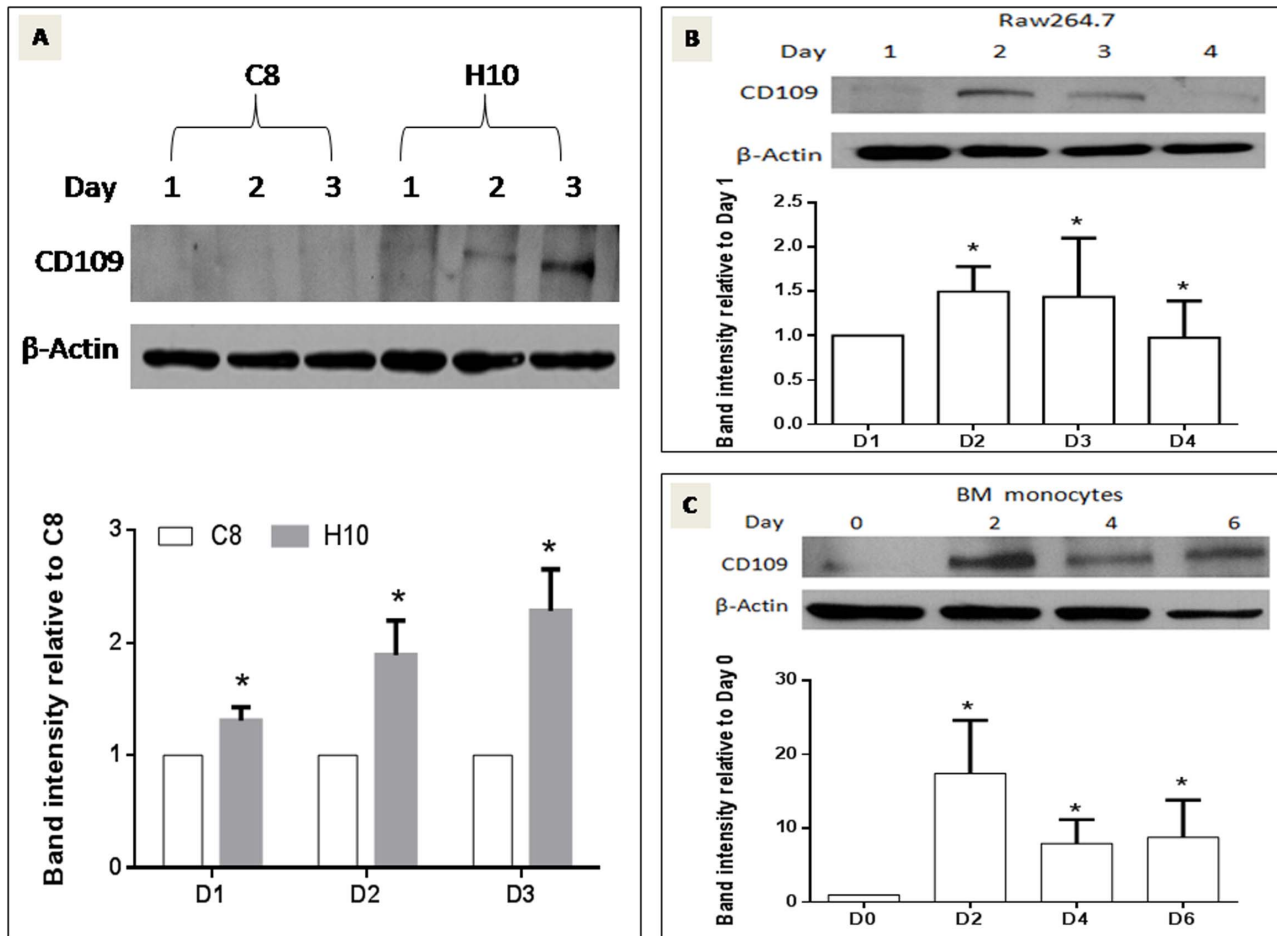 A
C8 H10
Day 1 2 3 1 2 3
CD109
β-Actin
Band intensity relative to C8
C8 H10
3
2
1
0
* * *
D1 D2 D3
B
Raw264.7
Day 1 2 3 4
CD109
β-Actin
Band intensity relative to Day 1
2.5
2.0
1.5
1.0
0.5
0.0
* * *
D1 D2 D3 D4
C
BM monocytes
Day 0 2 4 6
CD109
β-Actin
Band intensity relative to Day 0
30
20
10
0
* * *
D0 D2 D4 D6